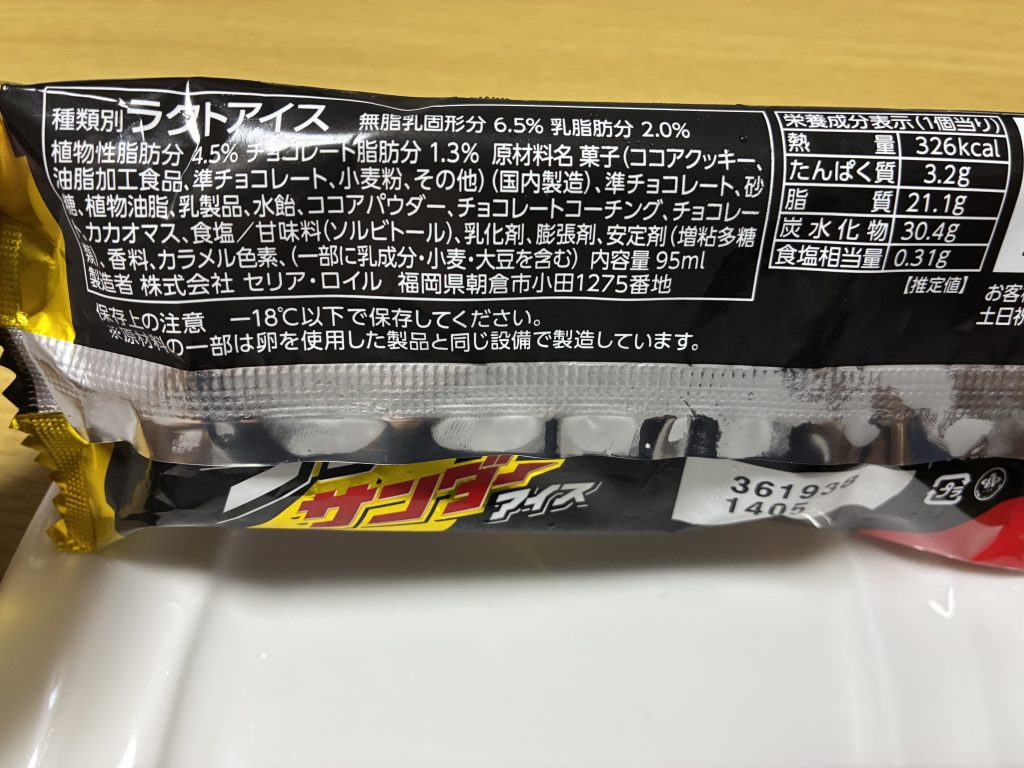 種類別ラクトアイス 無脂乳固形分 6.5% 乳脂肪分 2.0%
植物性脂肪分 4.5% チョコレート脂肪分 1.3% 原材料名 菓子(ココアクッキー、
油脂加工食品、準チョコレート、小麦粉、その他)(国内製造)、準チョコレート、砂
糖、植物油脂、乳製品、水飴、ココアパウダー、チョコレートコーチング、チョコレー
ト、カカオマス、食塩/甘味料(ソルビトール)、乳化剤、膨張剤、安定剤(増粘多糖
類)、香料、カラメル色素、(一部に乳成分・小麦・大豆を含む) 内容量 95ml
製造者 株式会社 セリア・ロイル 福岡県朝倉市小田1275番地
保存上の注意 −18℃以下で保存してください。
※原材料の一部は卵を使用した製品と同じ設備で製造しています。
栄養成分表示(1個当り)
熱量 326kcal
たんぱく質 3.2g
脂質 21.1g
炭水化物 30.4g
食塩相当量 0.31g
[推定値]
お客
土日祝
サンダー
アイス
361938
1405
プラ